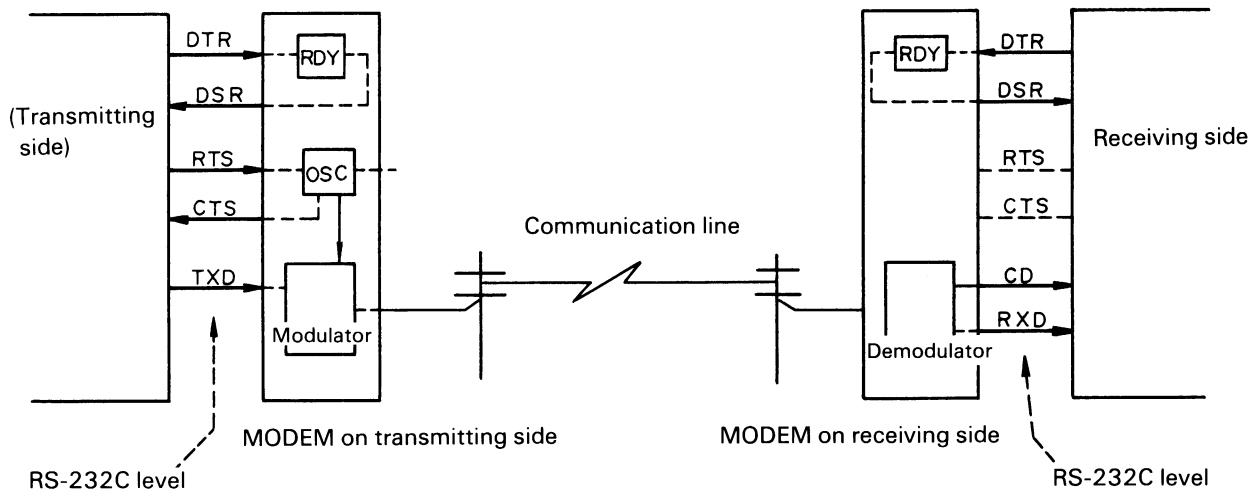 DTR
RDY
DSR
(Transmitting
side)
RTS
OSC
CTS
TXD
Modulator
MODEM on transmitting side
RS-232C level
Communication line
RDY
DTR
DSR
Receiving side
RTS
CTS
CD
RXD
Demodulator
MODEM on receiving side
RS-232C level